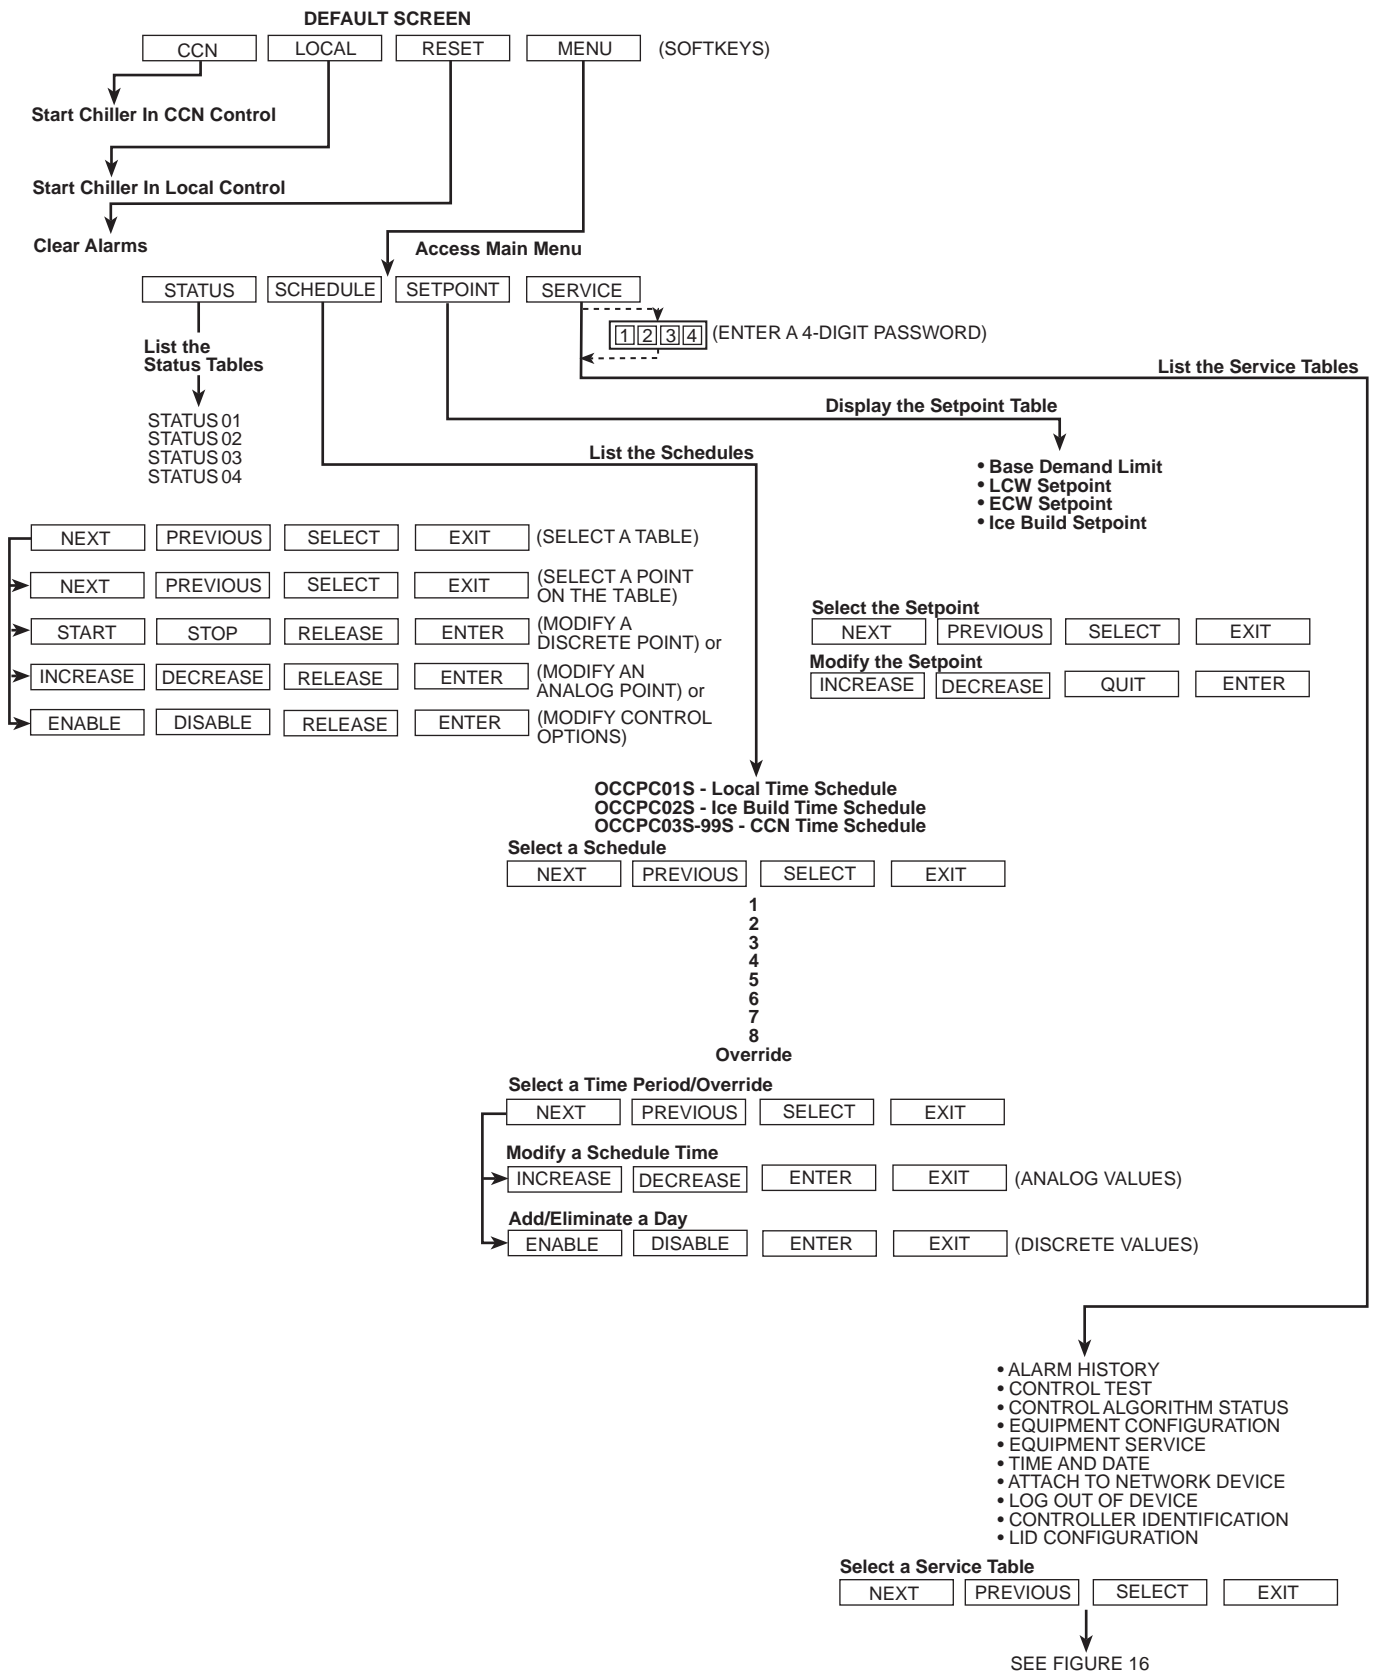 DEFAULT SCREEN
CCN LOCAL RESET MENU (SOFTKEYS)
Start Chiller In CCN Control
Start Chiller In Local Control
Clear Alarms
Access Main Menu
STATUS SCHEDULE SETPOINT SERVICE
1 2 3 4 (ENTER A 4-DIGIT PASSWORD)
List the
Status Tables
STATUS 01
STATUS 02
STATUS 03
STATUS 04
List the Service Tables
Display the Setpoint Table
List the Schedules
• Base Demand Limit
• LCW Setpoint
• ECW Setpoint
• Ice Build Setpoint
NEXT PREVIOUS SELECT EXIT (SELECT A TABLE)
NEXT PREVIOUS SELECT EXIT (SELECT A POINT
ON THE TABLE)
START STOP RELEASE ENTER (MODIFY A
DISCRETE POINT) or
INCREASE DECREASE RELEASE ENTER (MODIFY AN
ANALOG POINT) or
ENABLE DISABLE RELEASE ENTER (MODIFY CONTROL
OPTIONS)
Select the Setpoint
NEXT PREVIOUS SELECT EXIT
Modify the Setpoint
INCREASE DECREASE QUIT ENTER
OCCPC01S - Local Time Schedule
OCCPC02S - Ice Build Time Schedule
OCCPC03S-99S - CCN Time Schedule
Select a Schedule
NEXT PREVIOUS SELECT EXIT
1
2
3
4
5
6
7
8
Override
Select a Time Period/Override
NEXT PREVIOUS SELECT EXIT
Modify a Schedule Time
INCREASE DECREASE ENTER EXIT (ANALOG VALUES)
Add/Eliminate a Day
ENABLE DISABLE ENTER EXIT (DISCRETE VALUES)
• ALARM HISTORY
• CONTROL TEST
• CONTROL ALGORITHM STATUS
• EQUIPMENT CONFIGURATION
• EQUIPMENT SERVICE
• TIME AND DATE
• ATTACH TO NETWORK DEVICE
• LOG OUT OF DEVICE
• CONTROLLER IDENTIFICATION
• LID CONFIGURATION
Select a Service Table
NEXT PREVIOUS SELECT EXIT
SEE FIGURE 16